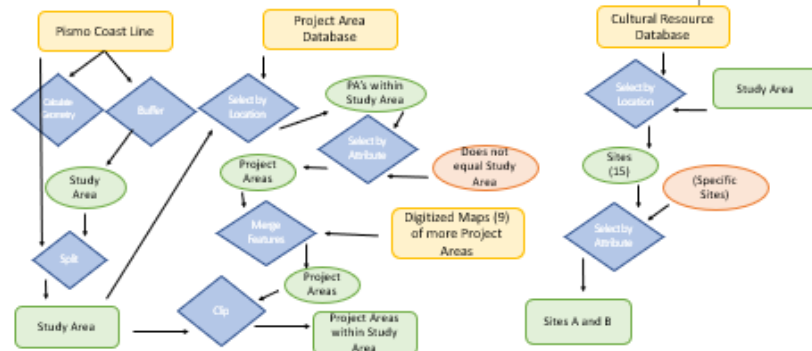 Pismo Coast Line
Project Area
Database
Cultural Resource
Database
Calculate
Geometry
Buffer
Select by
Location
PA's within
Study Area
Select by
Location
Study Area
Select by
Attribute
Does not
equal Study
Area
Project
Areas
Study
Area
Sites
(15)
(Specific
Sites)
Merge
Features
Digitized Maps (9)
of more Project
Areas
Select by
Attribute
Split
Project
Areas
Clip
Study Area
Project Areas
within Study
Area
Sites A and B